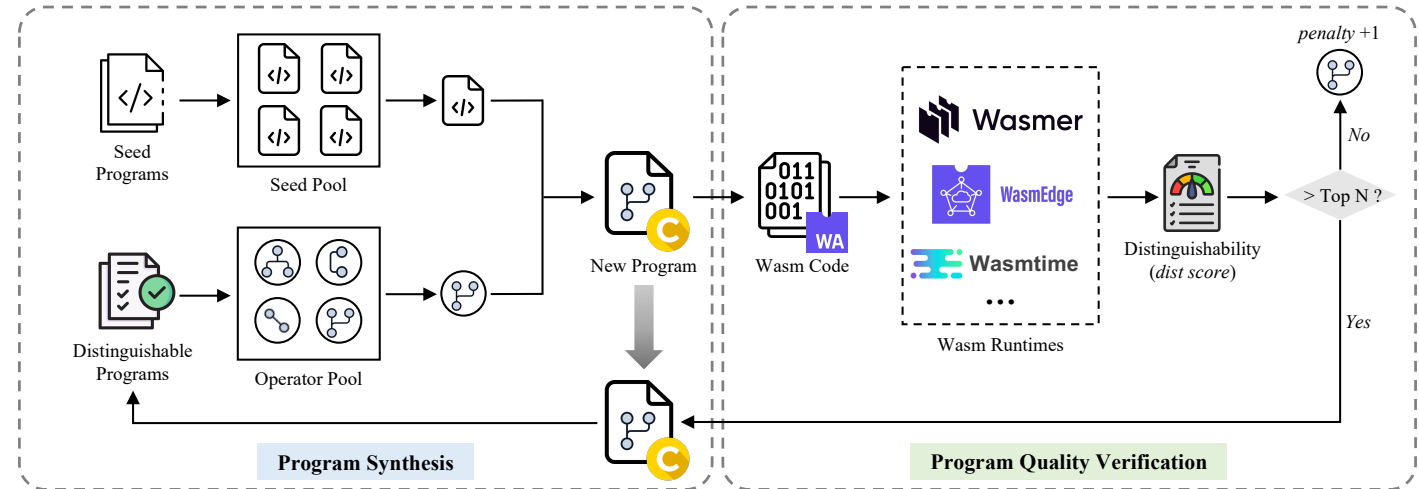 Seed
Programs
</>
</>
</>
</>
</>
Seed Pool
</>
Distinguishable
Programs
Operator Pool
C
New Program
C
Program Synthesis
011
0101
001
WA
Wasm Code
Wasmer
WasmEdge
Wasmtime
...
Wasm Runtimes
Distinguishability
(dist score)
penalty +1
No
> Top N ?
Yes
Program Quality Verification